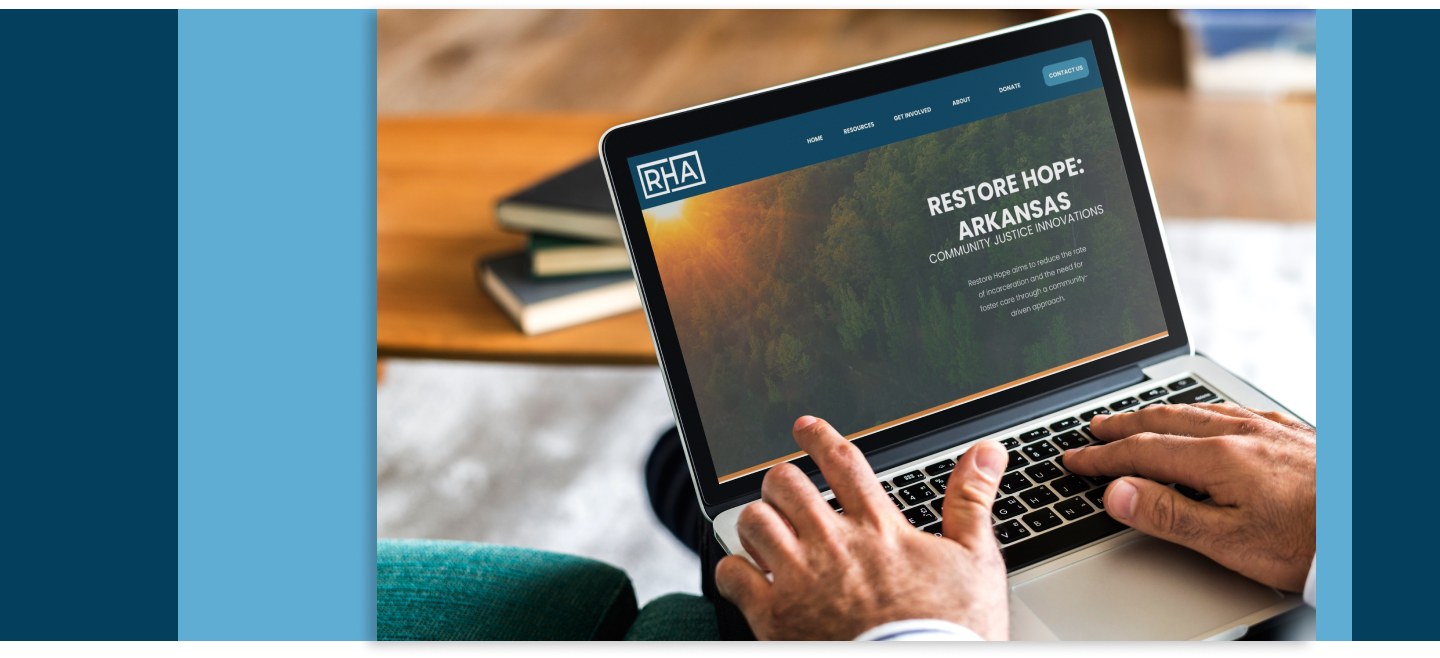 CONTACT US
HOME
RESOURCES
GET INVOLVED
ABOUT
DONATE
RHA
RESTORE HOPE:
ARKANSAS
COMMUNITY JUSTICE INNOVATIONS
Restore Hope aims to reduce the rate
of incarceration and the need for
foster care through a community-
driven approach.
delete